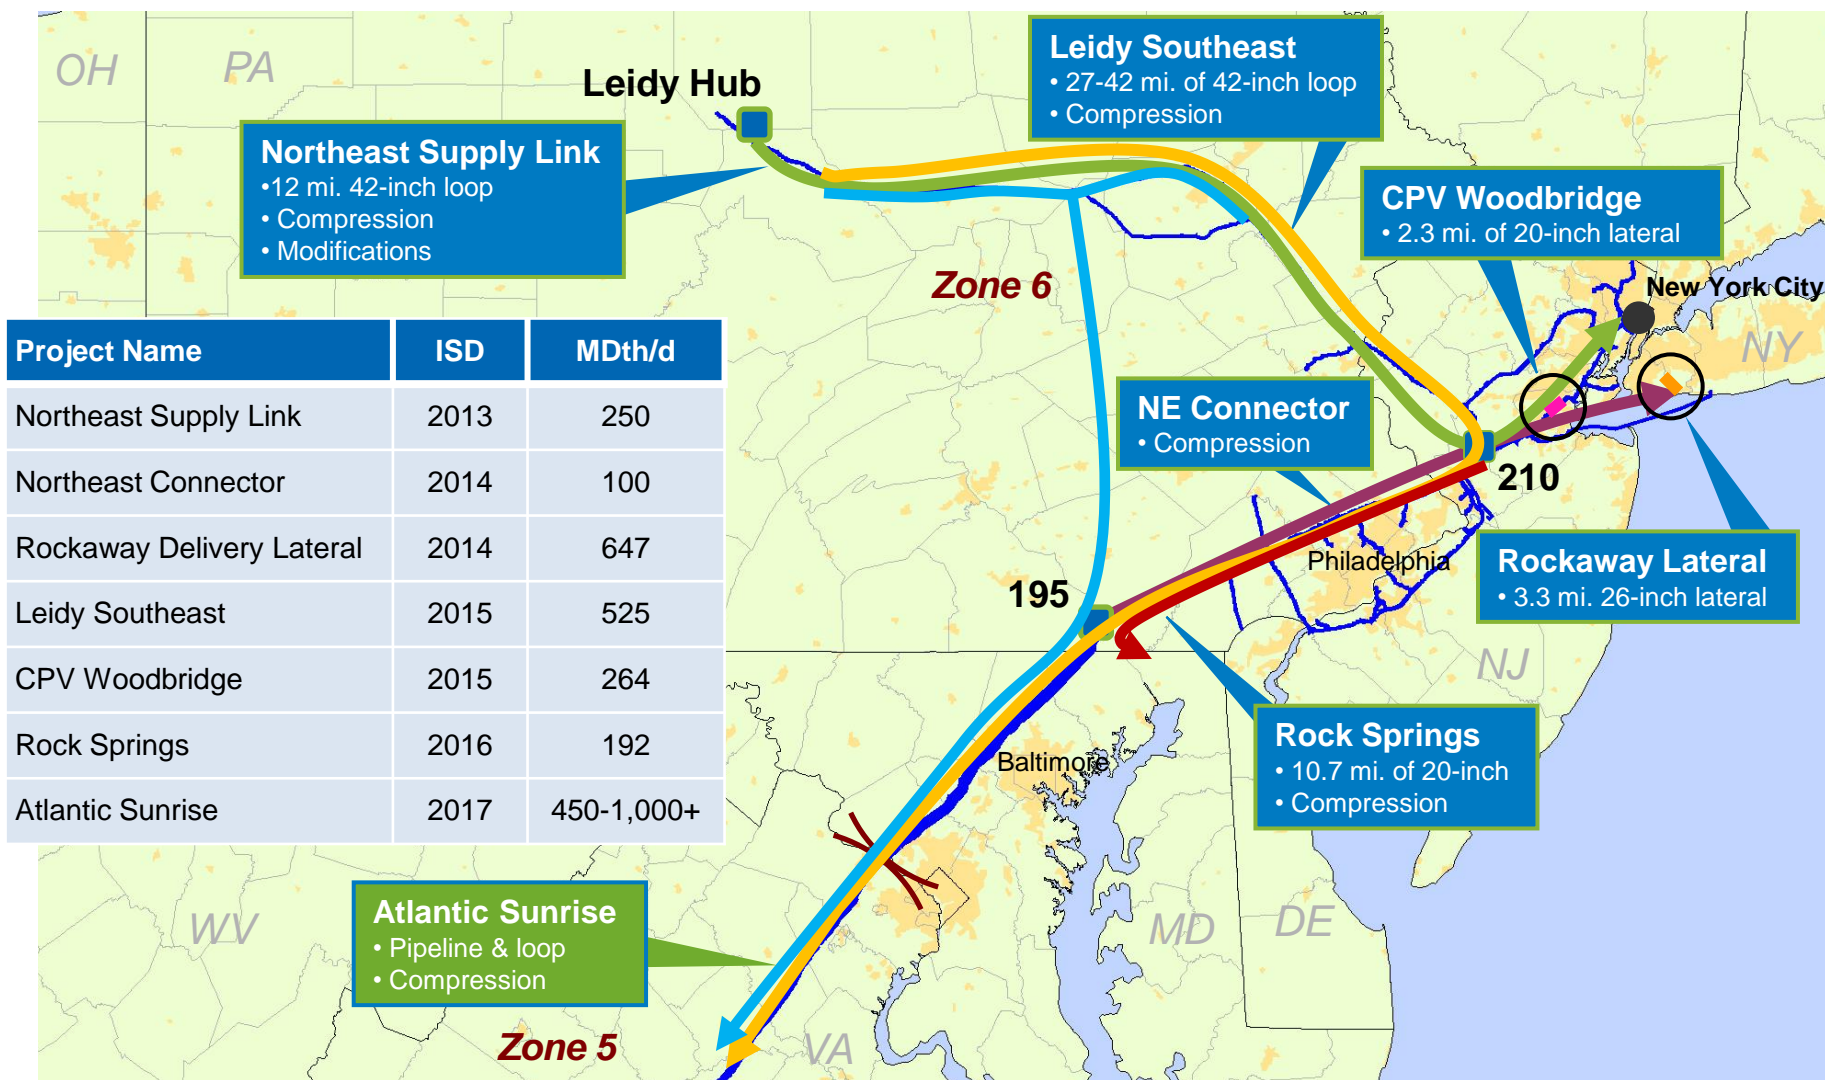 OH
PA
Leidy Hub
Leidy Southeast
• 27-42 mi. of 42-inch loop
• Compression
Northeast Supply Link
•12 mi. 42-inch loop
• Compression
• Modifications
CPV Woodbridge
• 2.3 mi. of 20-inch lateral
Zone 6
New York City
NY
Project Name ISD MDth/d
Northeast Supply Link 2013 250
Northeast Connector 2014 100
Rockaway Delivery Lateral 2014 647
Leidy Southeast 2015 525
CPV Woodbridge 2015 264
Rock Springs 2016 192
Atlantic Sunrise 2017 450-1,000+
NE Connector
• Compression
210
Philadelphia
Rockaway Lateral
• 3.3 mi. 26-inch lateral
195
NJ
Rock Springs
• 10.7 mi. of 20-inch
• Compression
Baltimore
Atlantic Sunrise
• Pipeline & loop
• Compression
WV
MD
DE
Zone 5
VA